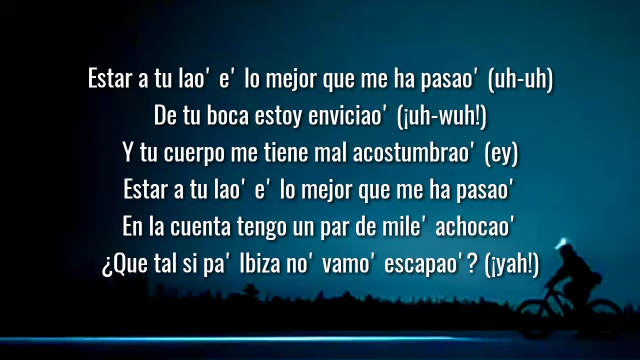 Estar a tu lao' e' lo mejor que me ha pasao' (uh-uh)
De tu boca estoy enviciao' (¡uh-wuh!)
Y tu cuerpo me tiene mal acostumbrao' (ey)
Estar a tu lao' e' lo mejor que me ha pasao'
En la cuenta tengo un par de mile' achocao'
¿Que tal si pa' Ibiza no' vamo' escapao'? (¡yah!)